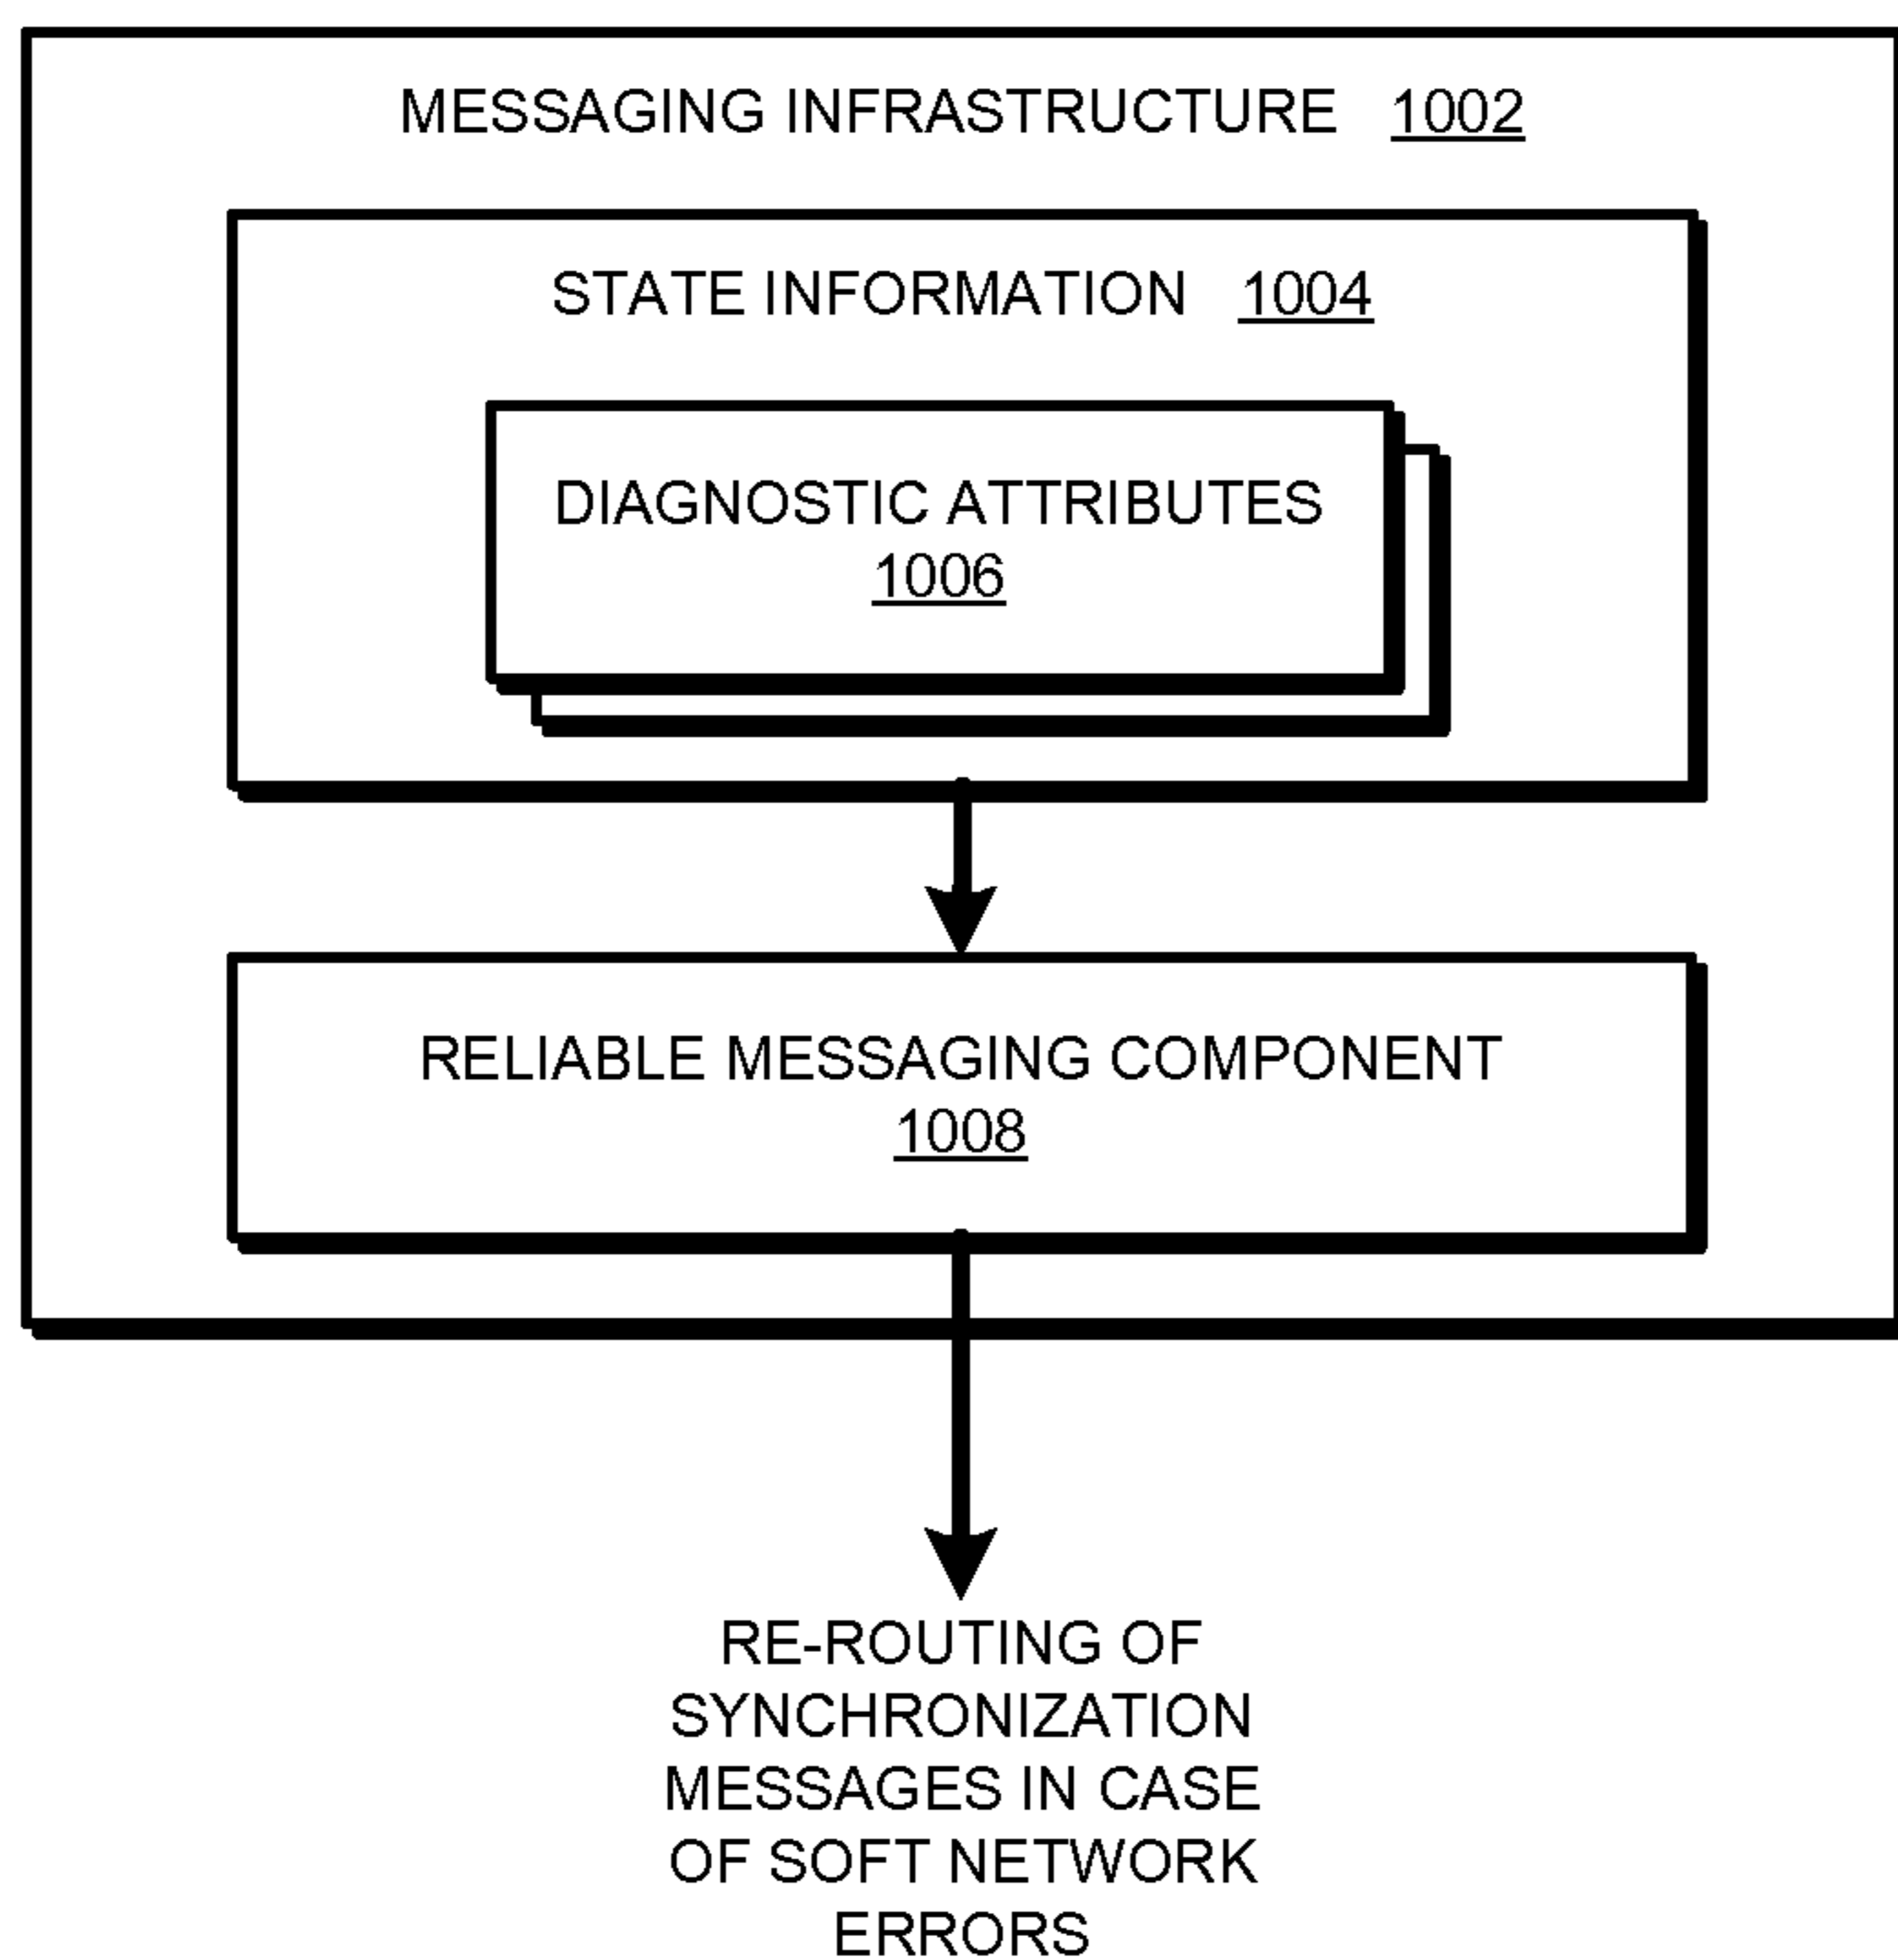 MESSAGING INFRASTRUCTURE 1002
STATE INFORMATION 1004
DIAGNOSTIC ATTRIBUTES
1006
RELIABLE MESSAGING COMPONENT
1008
RE-ROUTING OF
SYNCHRONIZATION
MESSAGES IN CASE
OF SOFT NETWORK
ERRORS